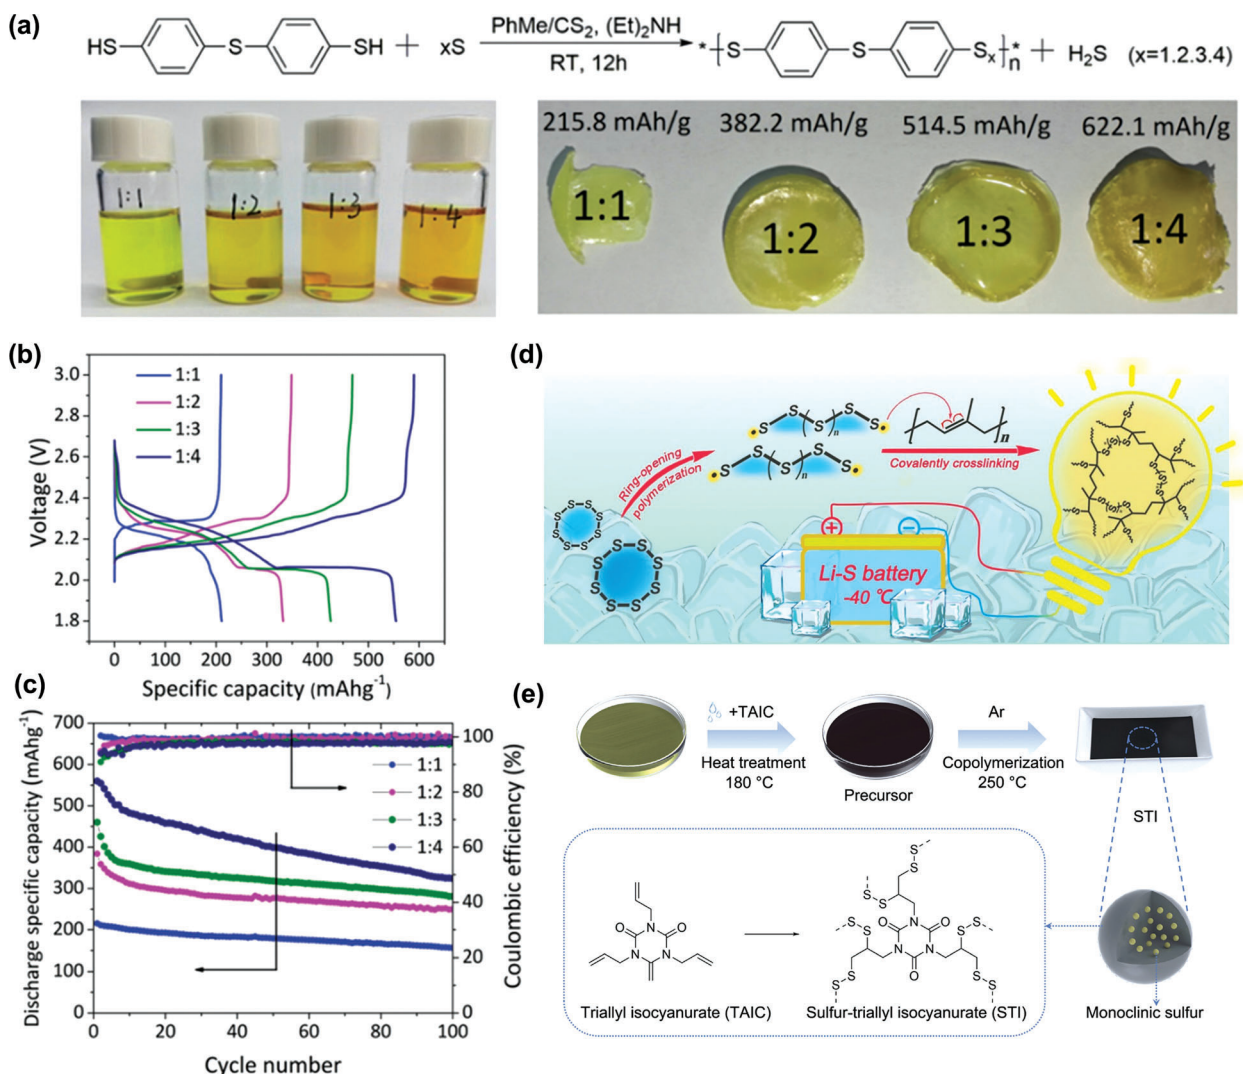 (a)
HS S SH + xS PhMe/CS2, (Et)2NH *-[S S Sx]n* + H2S (x=1.2.3.4)
RT, 12h
1:1 1:2 1:3 1:4
215.8 mAh/g 382.2 mAh/g 514.5 mAh/g 622.1 mAh/g
1:1 1:2 1:3 1:4
(b)
3.0
2.8
2.6
2.4
2.2
2.0
1.8
Voltage (V)
1:1
1:2
1:3
1:4
0 100 200 300 400 500 600
Specific capacity (mAhg-1)
(c)
700
600
500
400
300
200
100
0
Discharge specific capacity (mAhg-1)
100
80
60
40
20
0
Coulombic efficiency (%)
1:1
1:2
1:3
1:4
0 20 40 60 80 100
Cycle number
(d)
Ring-opening
polymerization
S S S S S S S S
S S S S S S S S
S S ( S ) S S
n
S S ( S ) S S
n
n
Covalently crosslinking
+ −
Li-S battery
-40 °C
(e)
+TAIC
Heat treatment
180 °C
Precursor
Ar
Copolymerization
250 °C
STI
O N O
N N
O N O
N N
O
S S S S S S S S S S S S
Triallyl isocyanurate (TAIC)
Sulfur-triallyl isocyanurate (STI)
Monoclinic sulfur